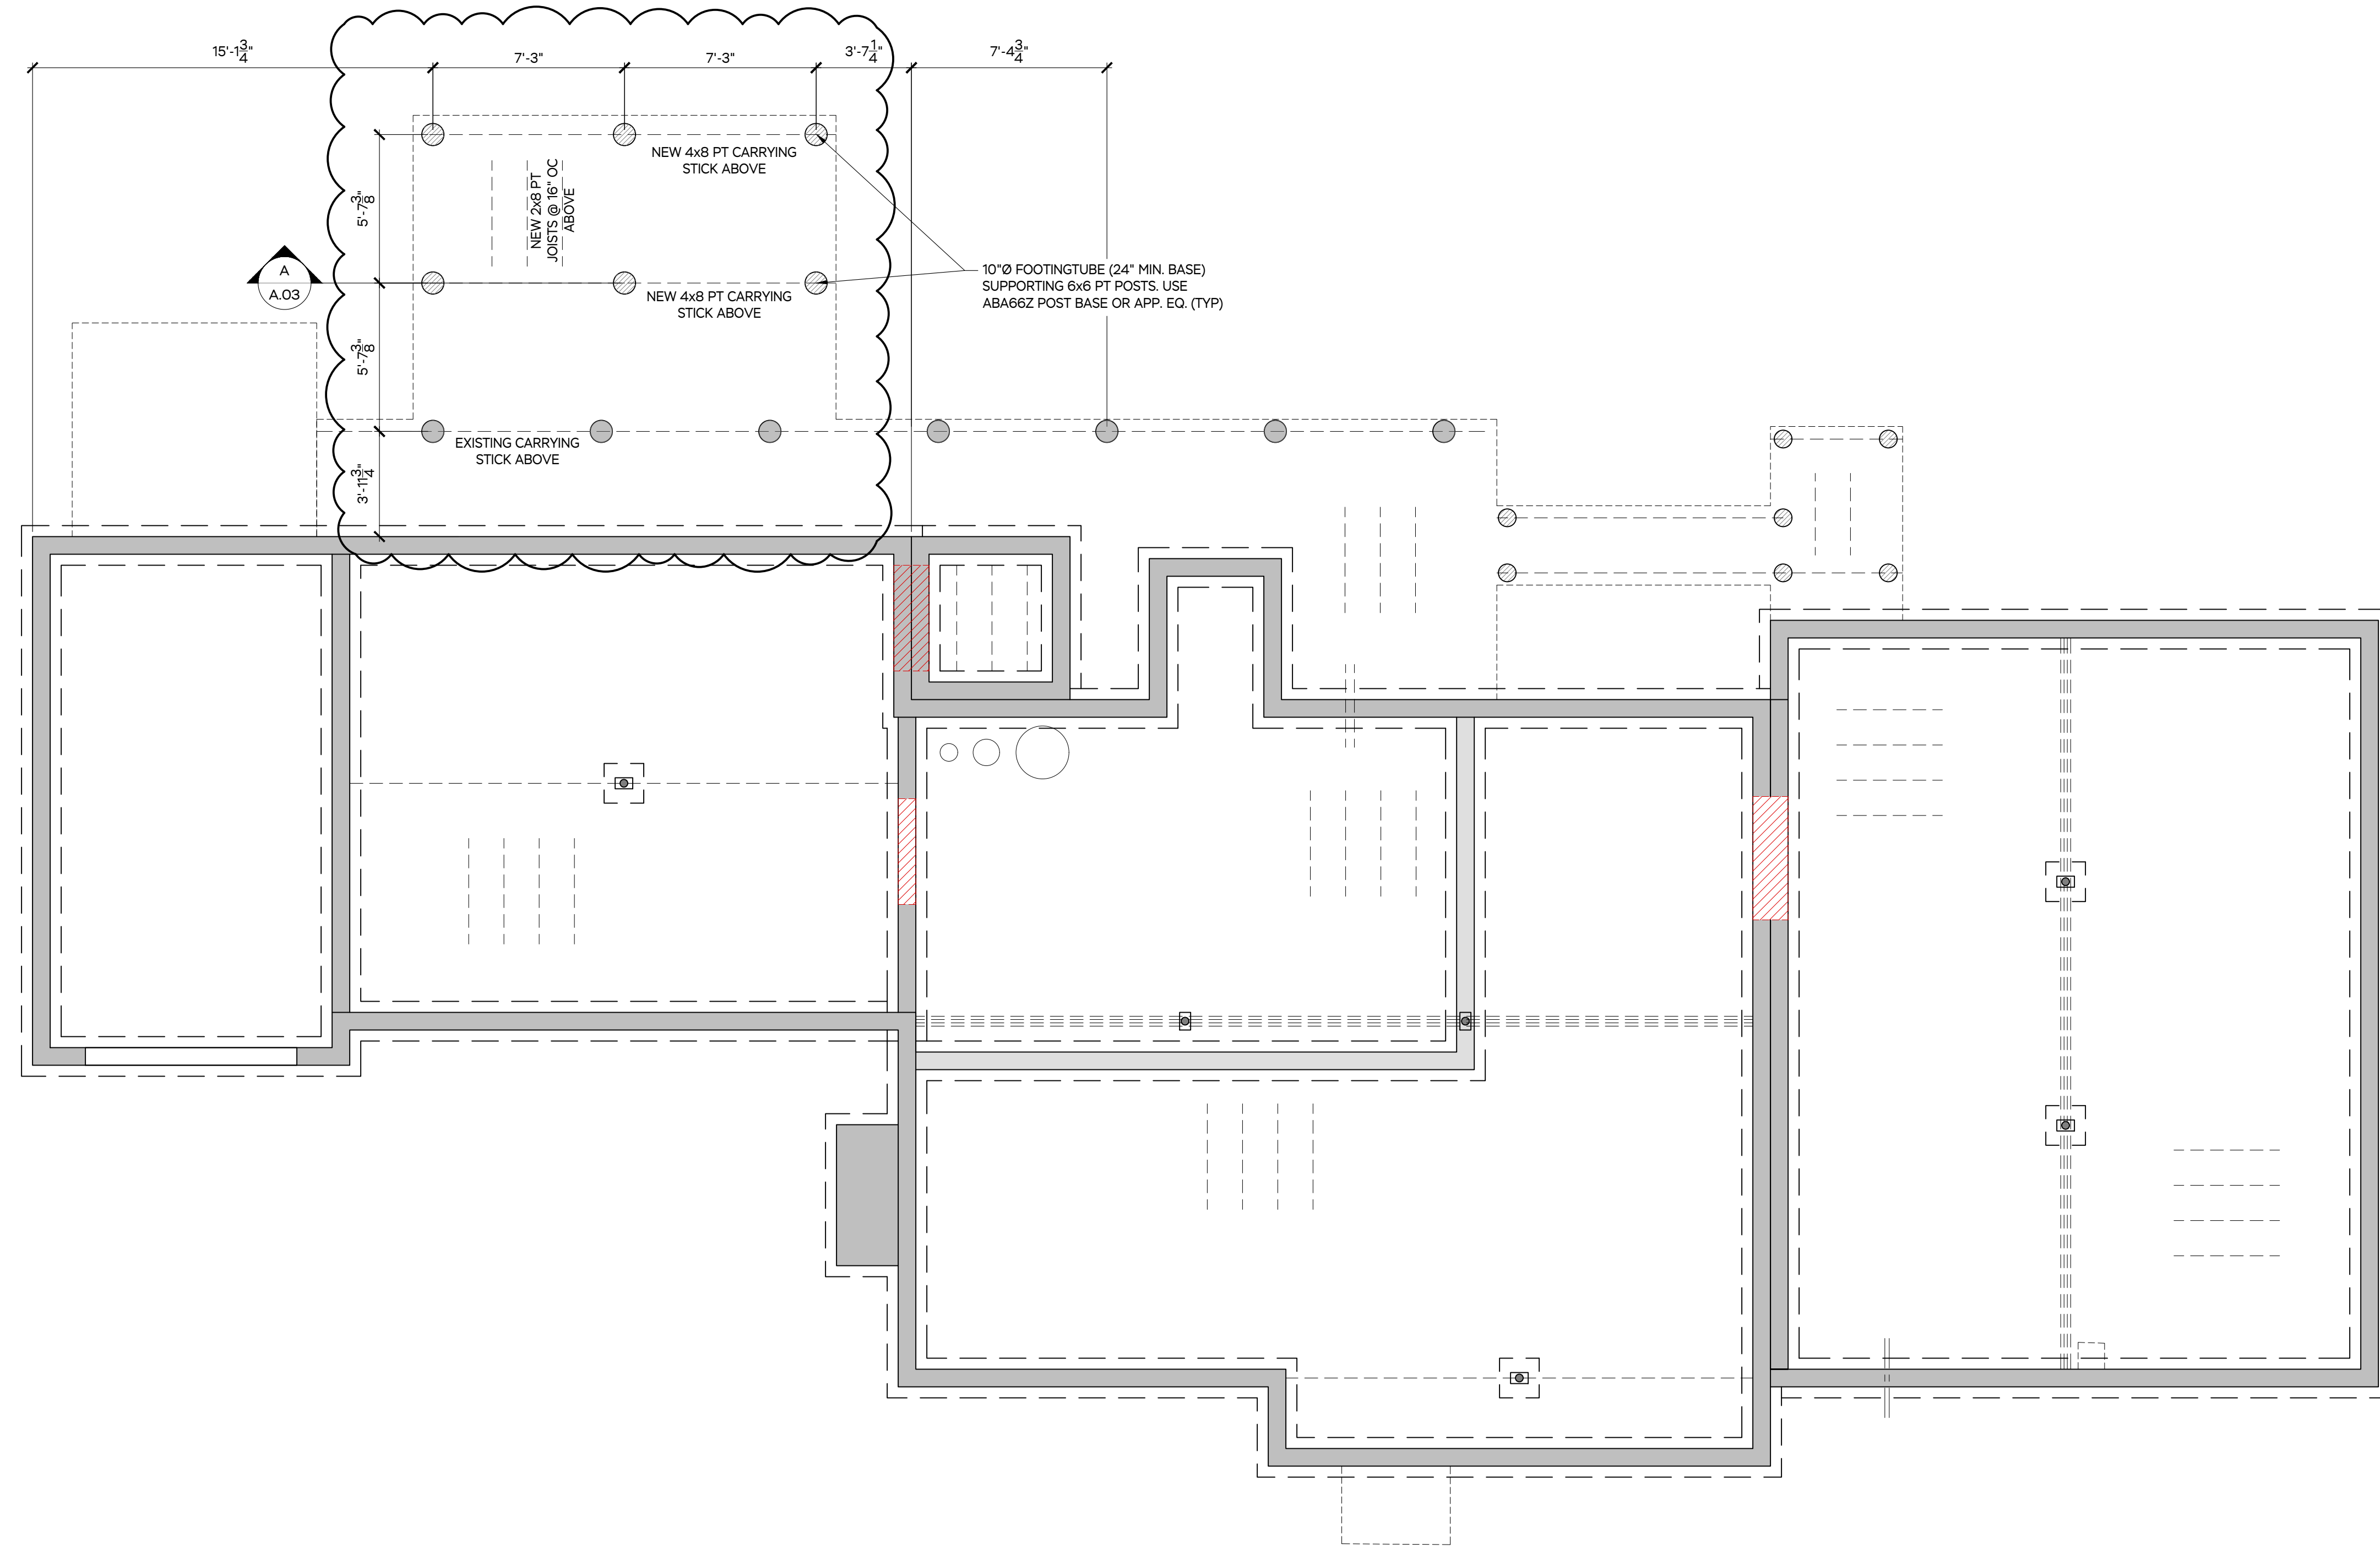 15'-1 3/4"
7'-3"
7'-3"
3'-7 1/4"
7'-4 3/4"
NEW 4x8 PT CARRYING
STICK ABOVE
NEW 2x8 PT
JOISTS @ 16" OC
ABOVE
5'-7 3/8"
A
A.03
10"Ø FOOTINGTUBE (24" MIN. BASE)
SUPPORTING 6x6 PT POSTS. USE
ABA66Z POST BASE OR APP. EQ. (TYP)
NEW 4x8 PT CARRYING
STICK ABOVE
5'-7 3/8"
EXISTING CARRYING
STICK ABOVE
3'-11 3/4"